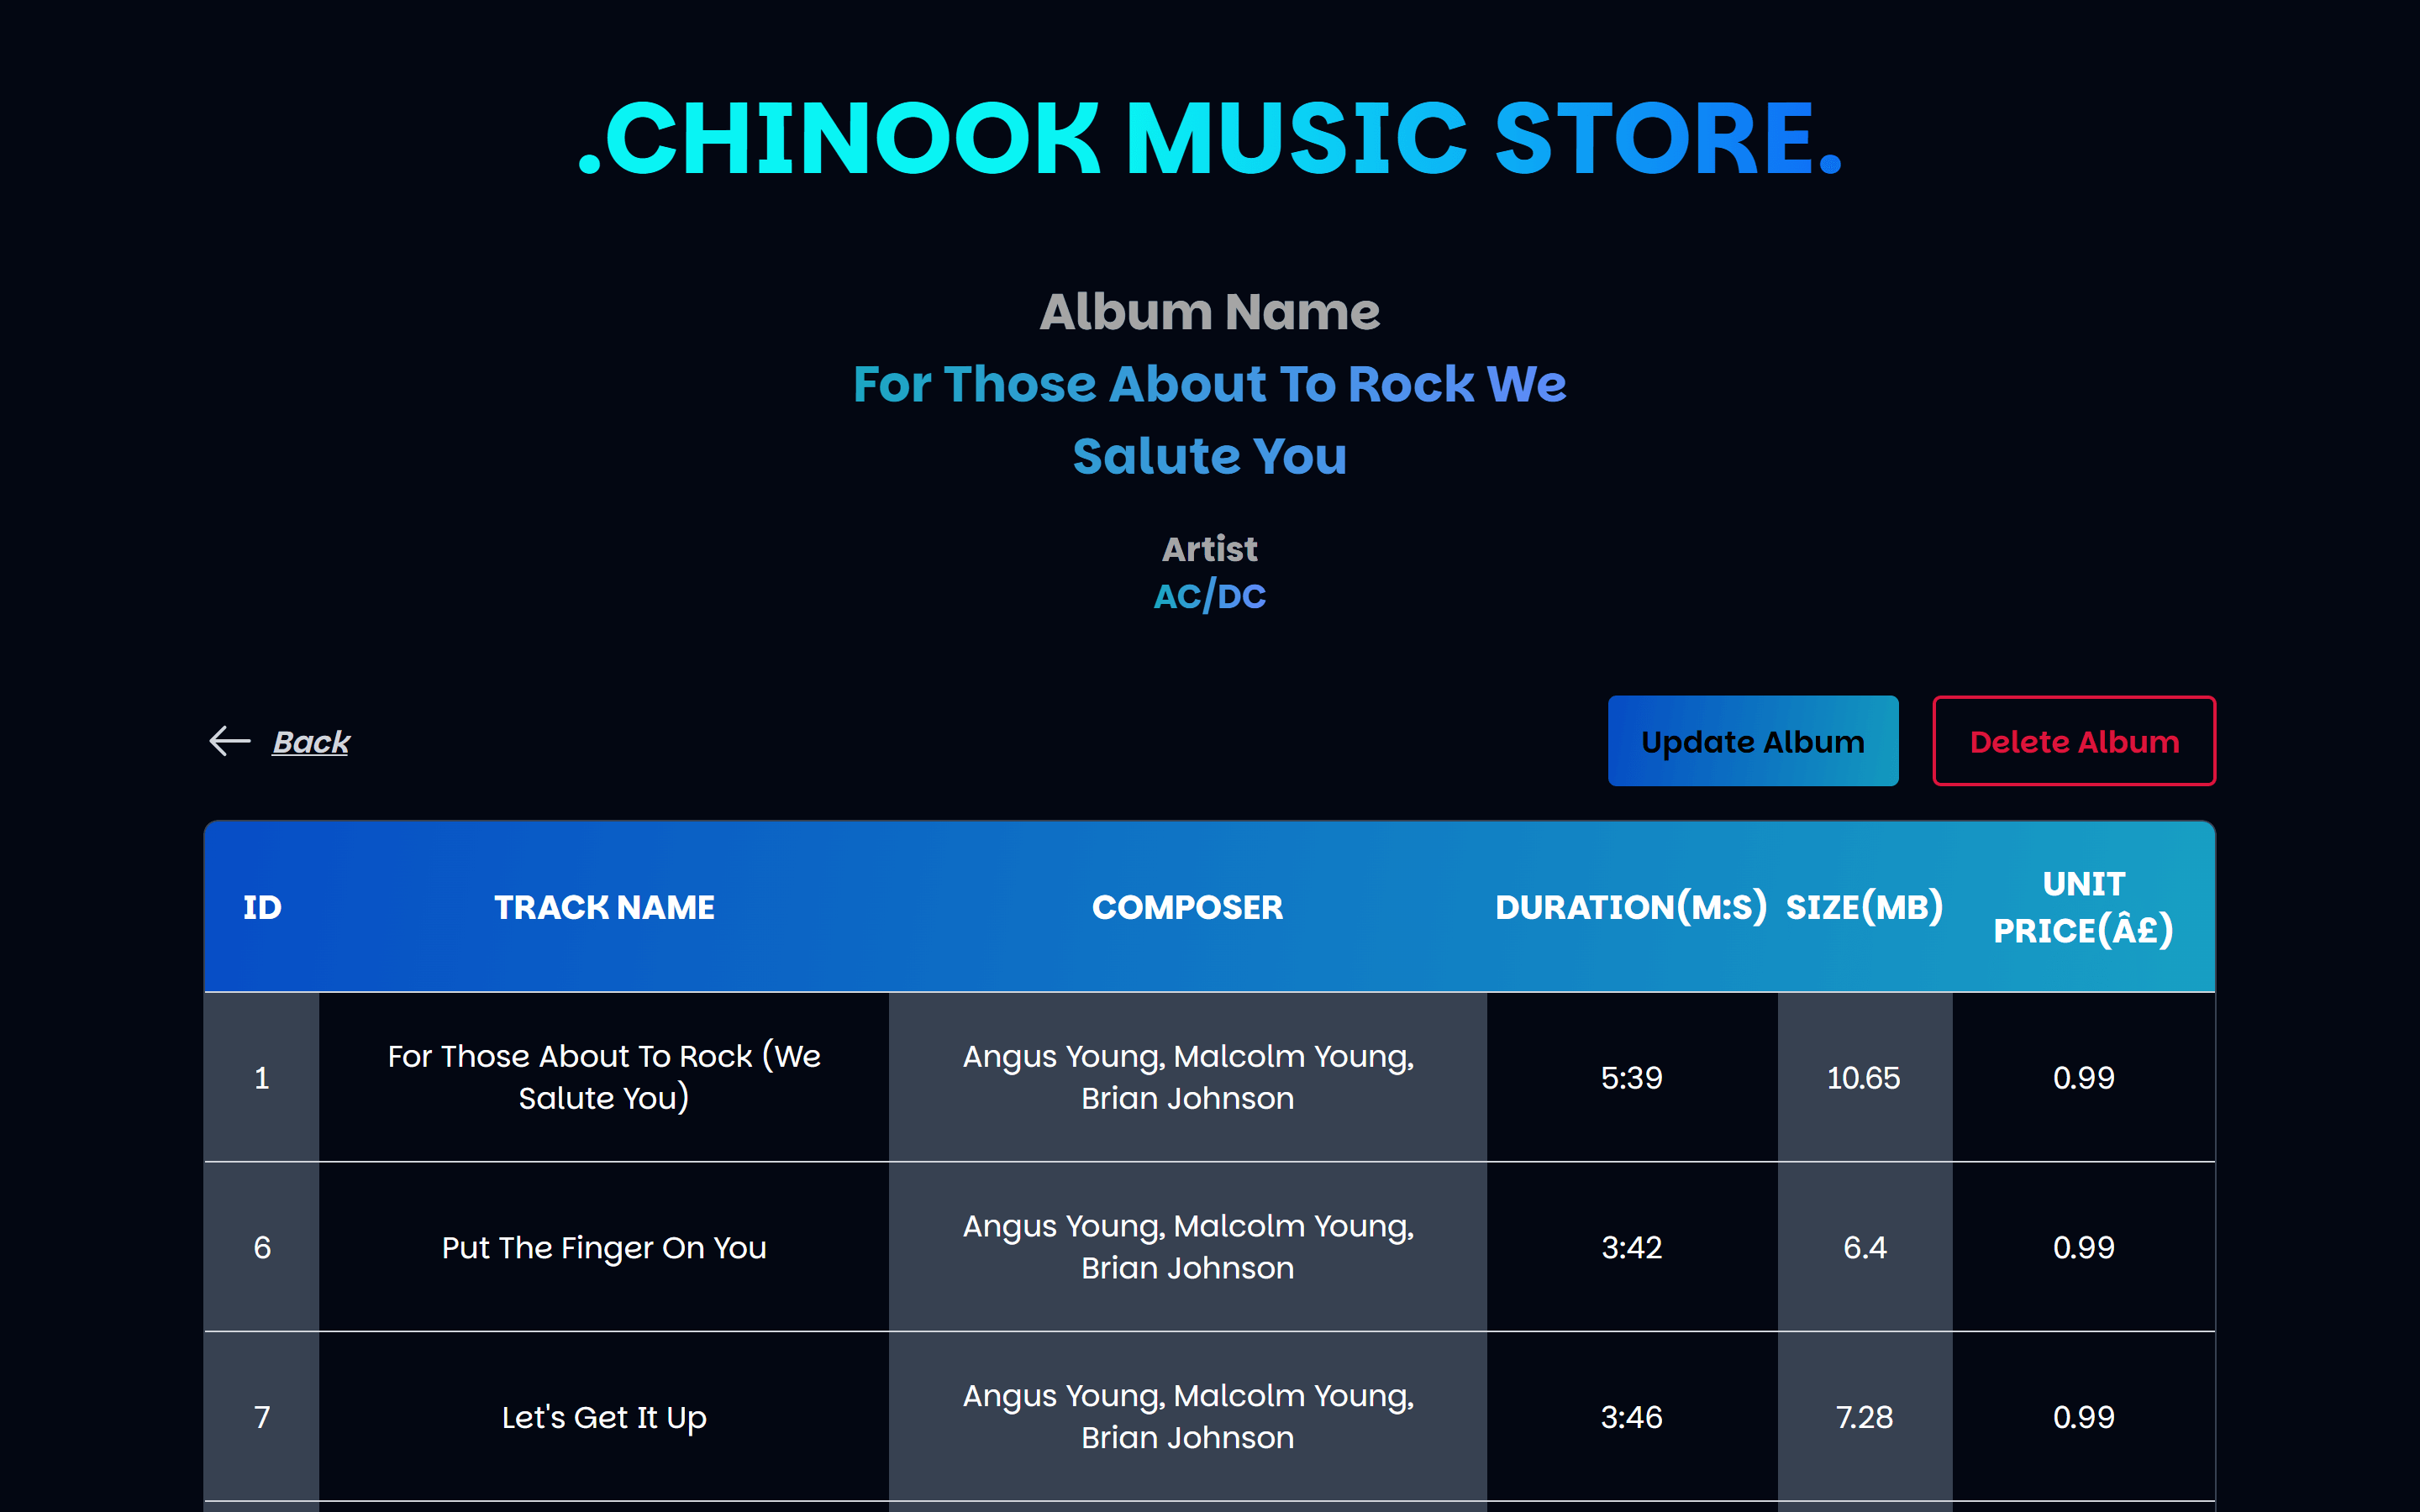 .CHINOOK MUSIC STORE.
Album Name
For Those About To Rock We
Salute You
Artist
AC/DC
Back
Update Album
Delete Album
ID TRACK NAME COMPOSER DURATION(M:S) SIZE(MB) UNIT
PRICE(Â£)
1 For Those About To Rock (We
Salute You) Angus Young, Malcolm Young,
Brian Johnson 5:39 10.65 0.99
6 Put The Finger On You Angus Young, Malcolm Young,
Brian Johnson 3:42 6.4 0.99
7 Let's Get It Up Angus Young, Malcolm Young,
Brian Johnson 3:46 7.28 0.99